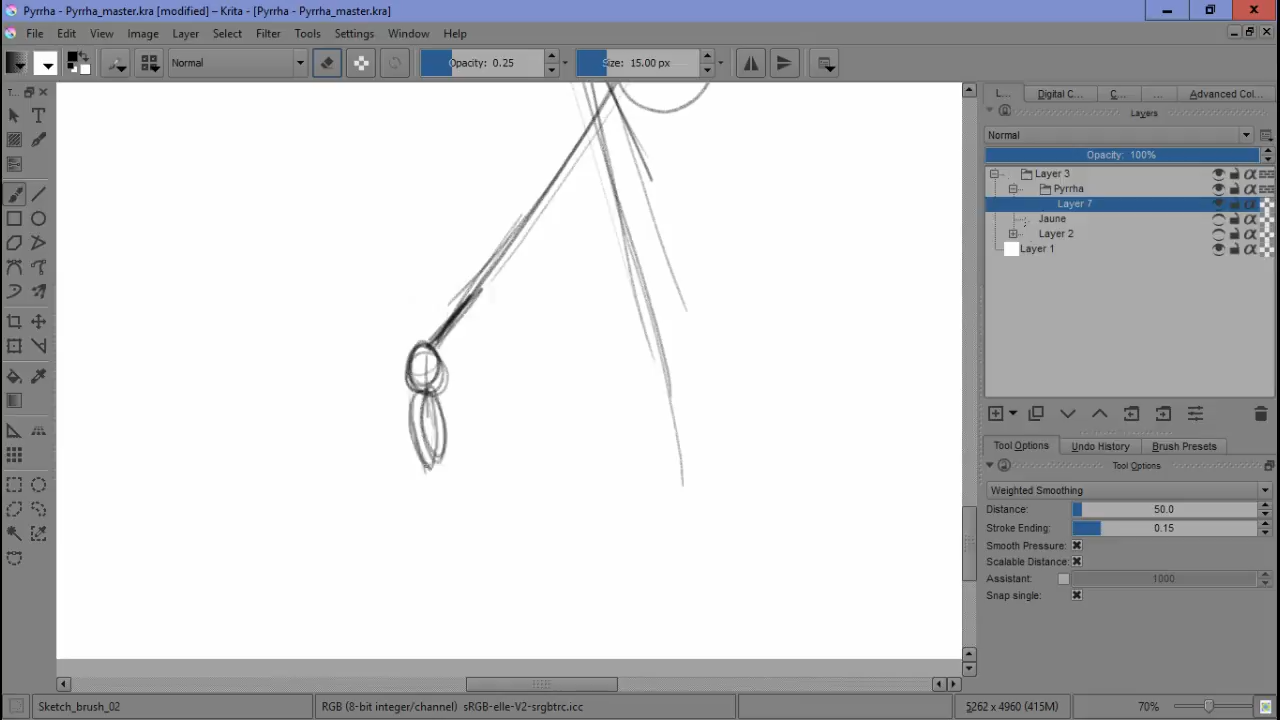 Pyrrha - Pyrrha_master.kra [modified] – Krita - [Pyrrha - Pyrrha_master.kra]
File Edit View Image Layer Select Filter Tools Settings Window Help
Normal Opacity: 0.25 Size: 15.00 px
T... L... Digital C... C... ... Advanced Col...
Layers
Normal
Opacity: 100%
Layer 3
Pyrrha
Layer 7
Jaune
Layer 2
Layer 1
Tool Options Undo History Brush Presets
Tool Options
Weighted Smoothing
Distance: 50.0
Stroke Ending: 0.15
Smooth Pressure:
Scalable Distance:
Assistant: 1000
Snap single:
Sketch_brush_02 RGB (8-bit integer/channel) sRGB-elle-V2-srgbtrc.icc 5262 x 4960 (415M) 70%